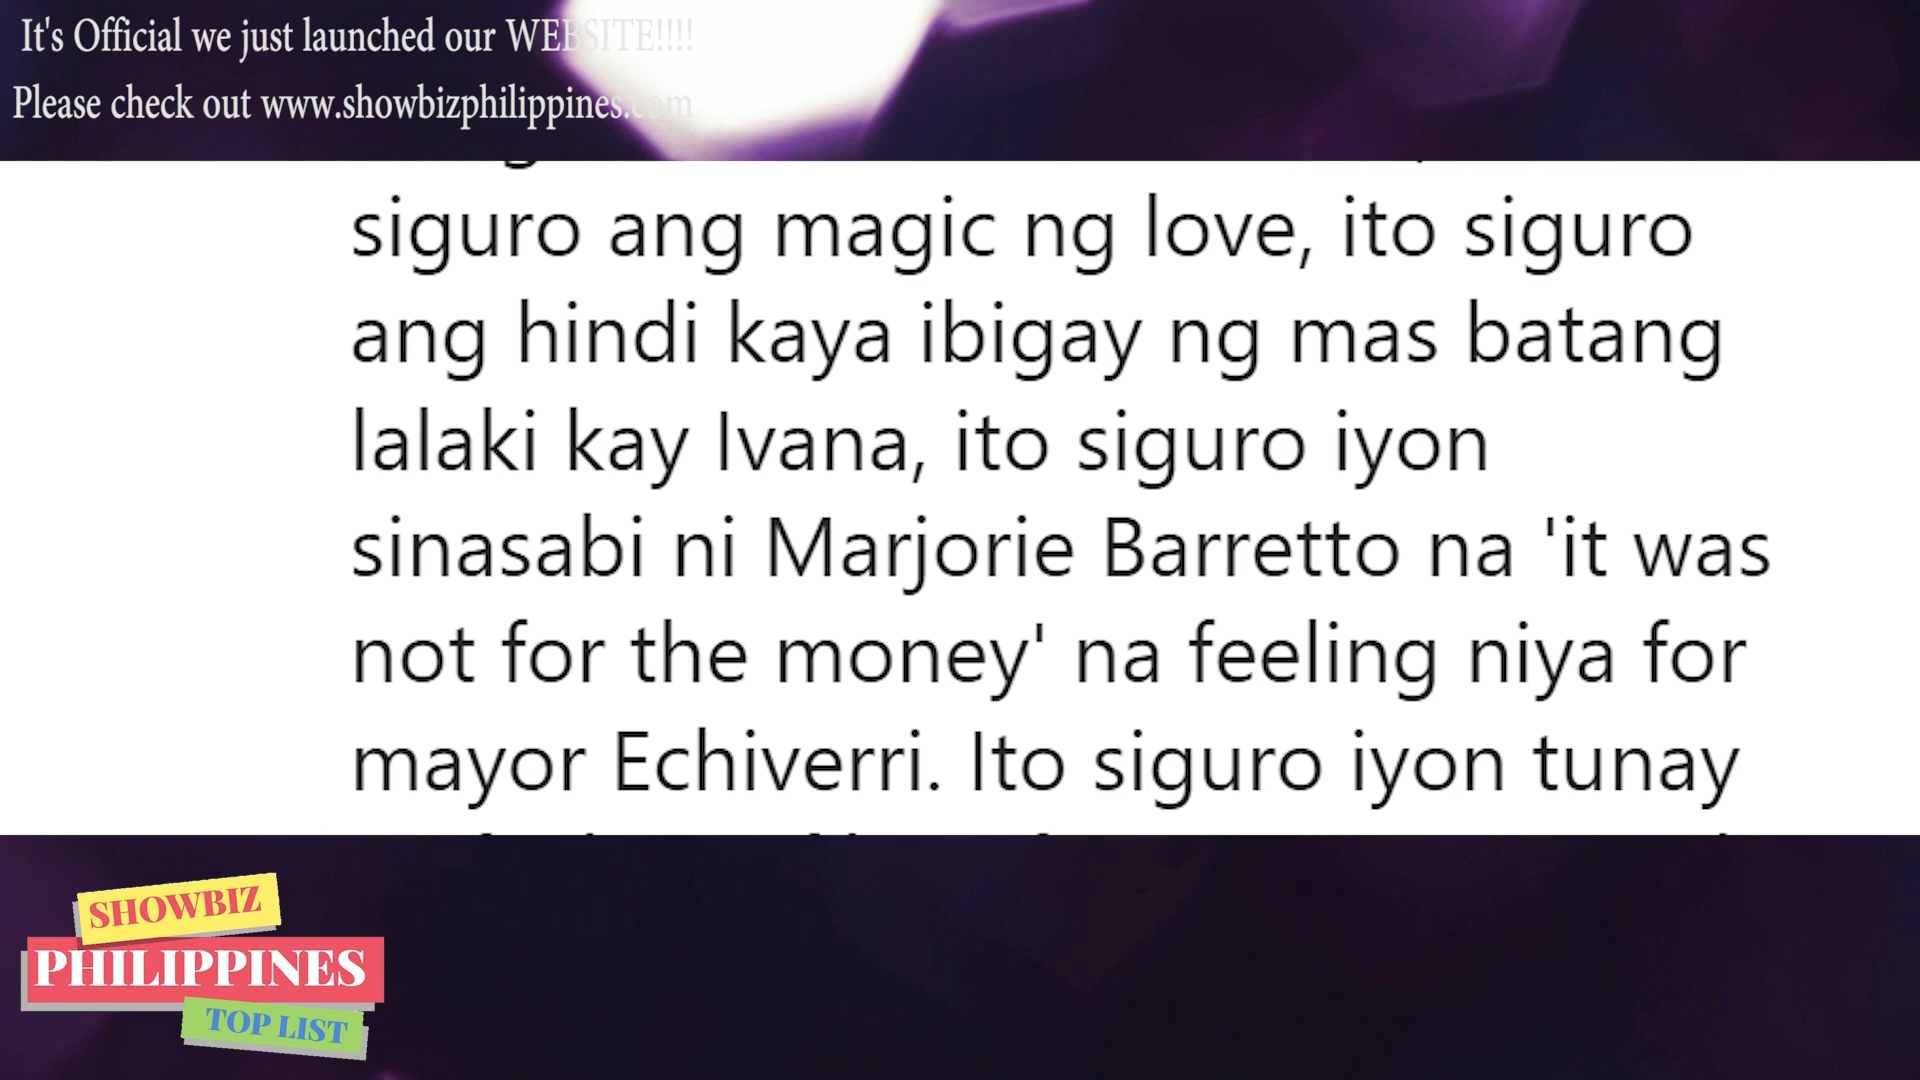 It's Official we just launched our WEBSITE!!!!
Please check out www.showbizphilippines.com
siguro ang magic ng love, ito siguro
ang hindi kaya ibigay ng mas batang
lalaki kay Ivana, ito siguro iyon
sinasabi ni Marjorie Barretto na 'it was
not for the money' na feeling niya for
mayor Echiverri. Ito siguro iyon tunay
SHOWBIZ
PHILIPPINES
TOP LIST